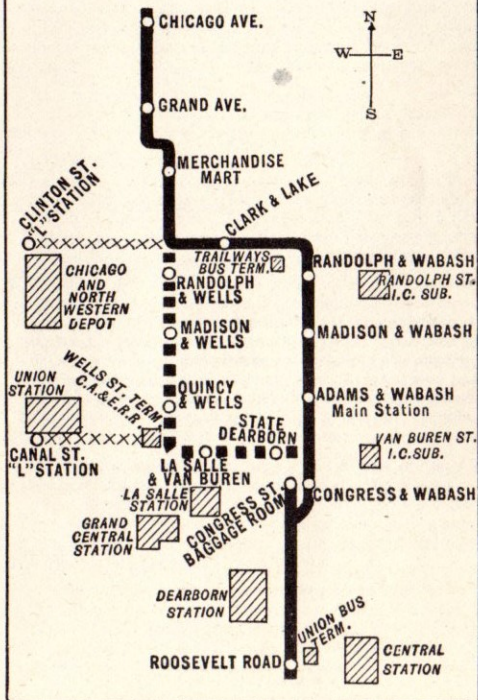 CHICAGO AVE.
N
W E
S
GRAND AVE.
MERCHANDISE
MART
CLINTON ST.
"L" STATION
CLARK & LAKE
TRAILWAYS
BUS TERM.
RANDOLPH & WABASH
CHICAGO
AND
NORTH
WESTERN
DEPOT
RANDOLPH
& WELLS
RANDOLPH ST.
I.C. SUB.
MADISON
& WELLS
MADISON & WABASH
WELLS ST. TERM.
C.A.&E.R.R.
UNION
STATION
QUINCY
& WELLS
ADAMS & WABASH
Main Station
STATE
DEARBORN
VAN BUREN ST.
I.C.SUB.
CANAL ST.
"L" STATION
LA SALLE
& VAN BUREN
LA SALLE
STATION
CONGRESS ST.
BAGGAGE ROOM
CONGRESS & WABASH
GRAND
CENTRAL
STATION
DEARBORN
STATION
UNION BUS
TERM.
ROOSEVELT ROAD
CENTRAL
STATION